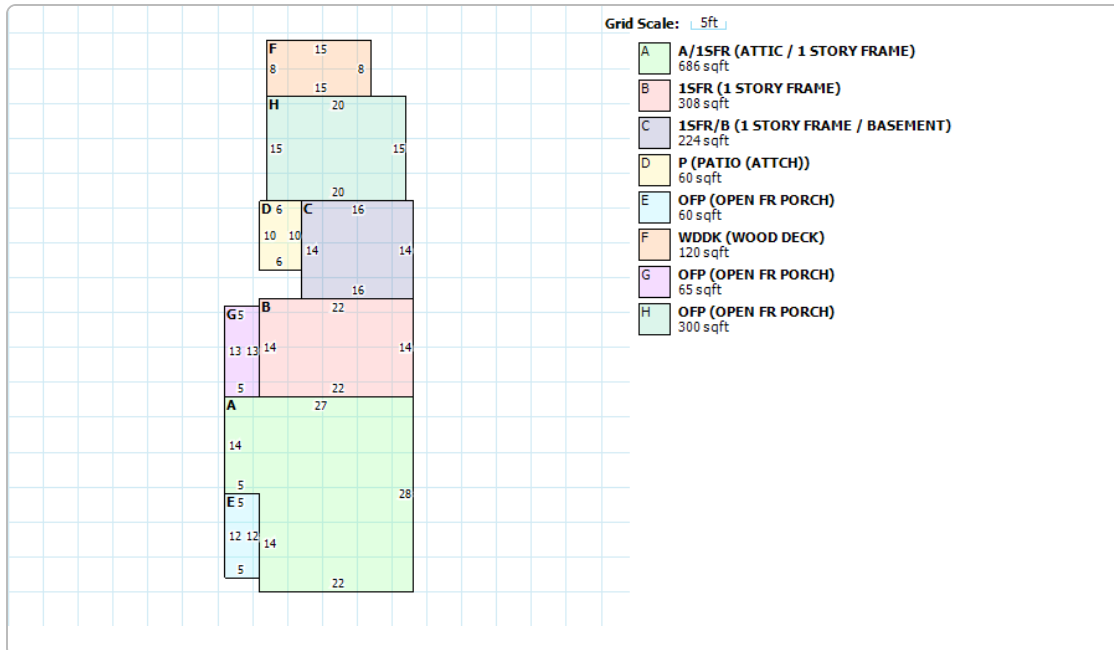 Grid Scale: 5ft
A A/1SFR (ATTIC / 1 STORY FRAME)
686 sqft
B 1SFR (1 STORY FRAME)
308 sqft
C 1SFR/B (1 STORY FRAME / BASEMENT)
224 sqft
D P (PATIO (ATTCH))
60 sqft
E OFP (OPEN FR PORCH)
60 sqft
F WDDK (WOOD DECK)
120 sqft
G OFP (OPEN FR PORCH)
65 sqft
H OFP (OPEN FR PORCH)
300 sqft
F 15
8 8
15
H 20
15 15
20
D 6 C 16
10 10 14 14
6
16
G 5 B 22
13 13 14 14
5 22
A 27
14
5
28
E 5
12 12 14
5
22